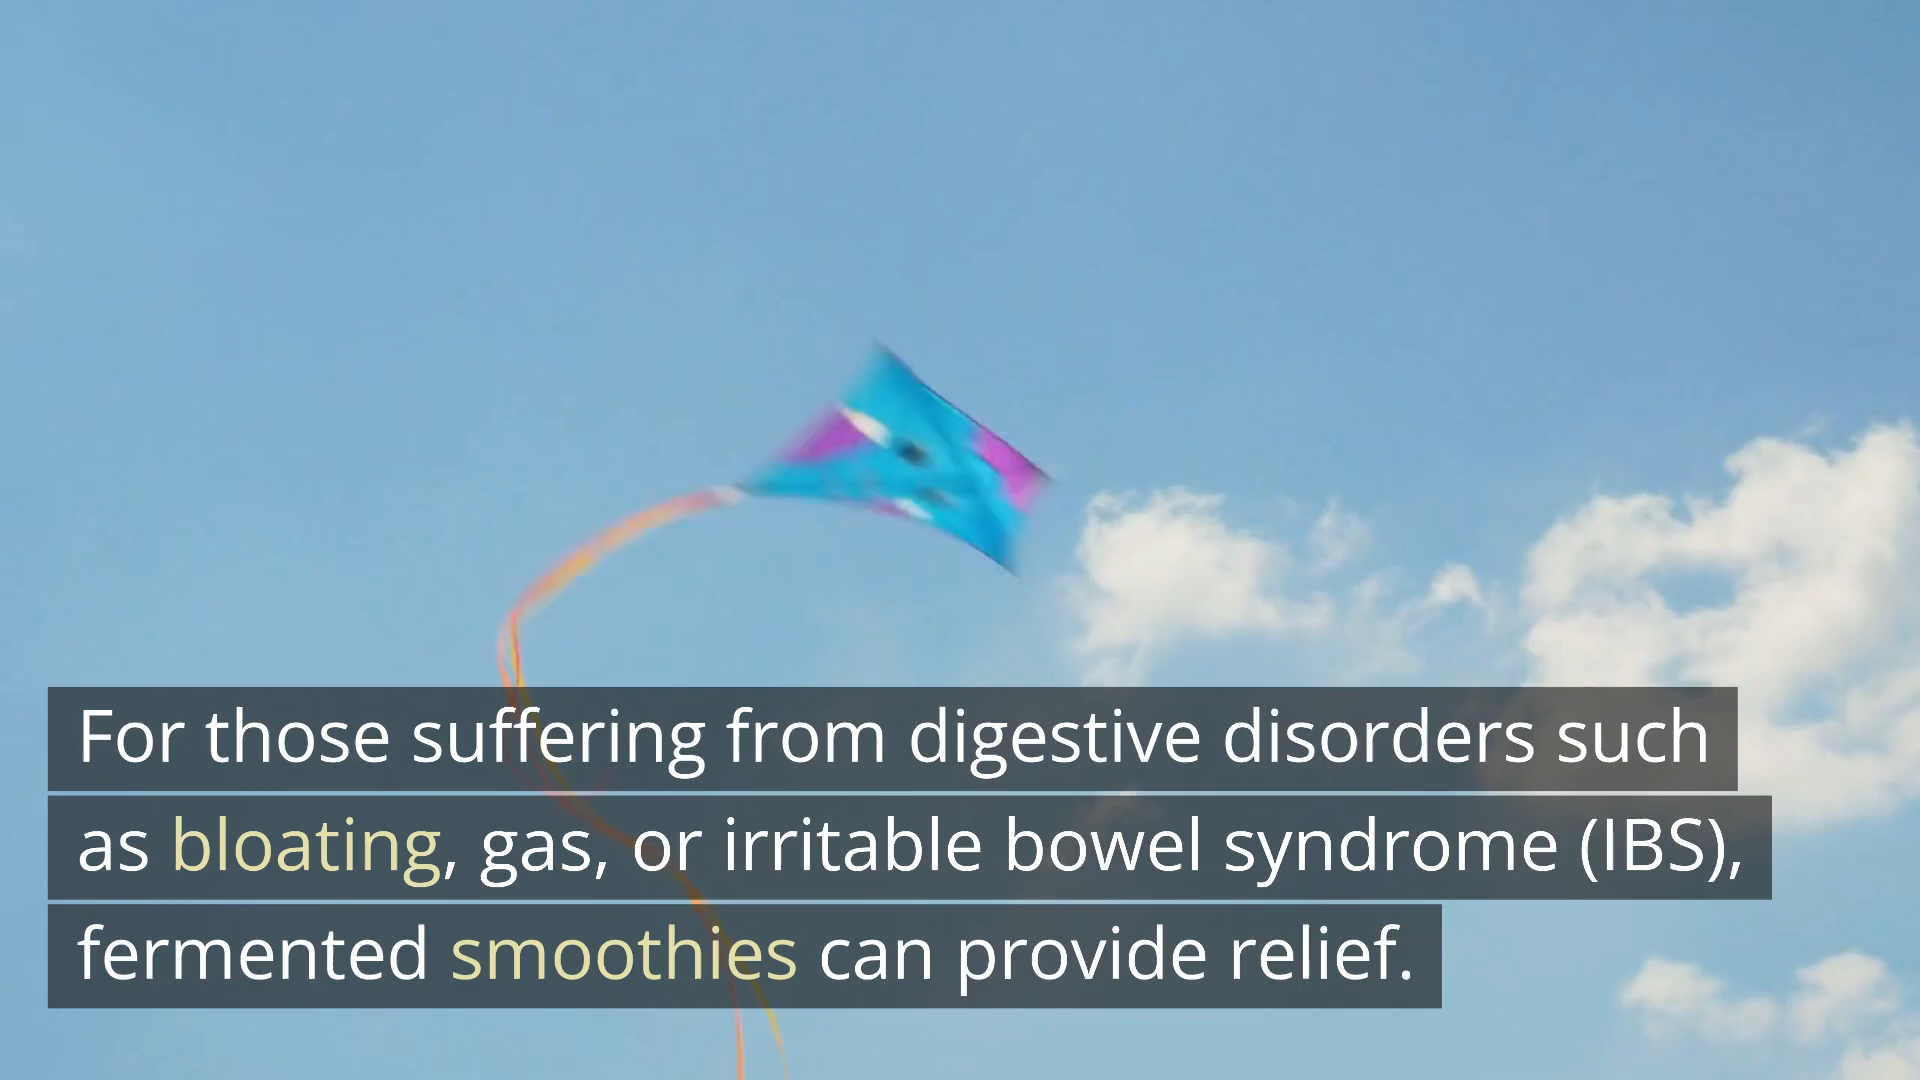 For those suffering from digestive disorders such
as bloating, gas, or irritable bowel syndrome (IBS),
fermented smoothies can provide relief.